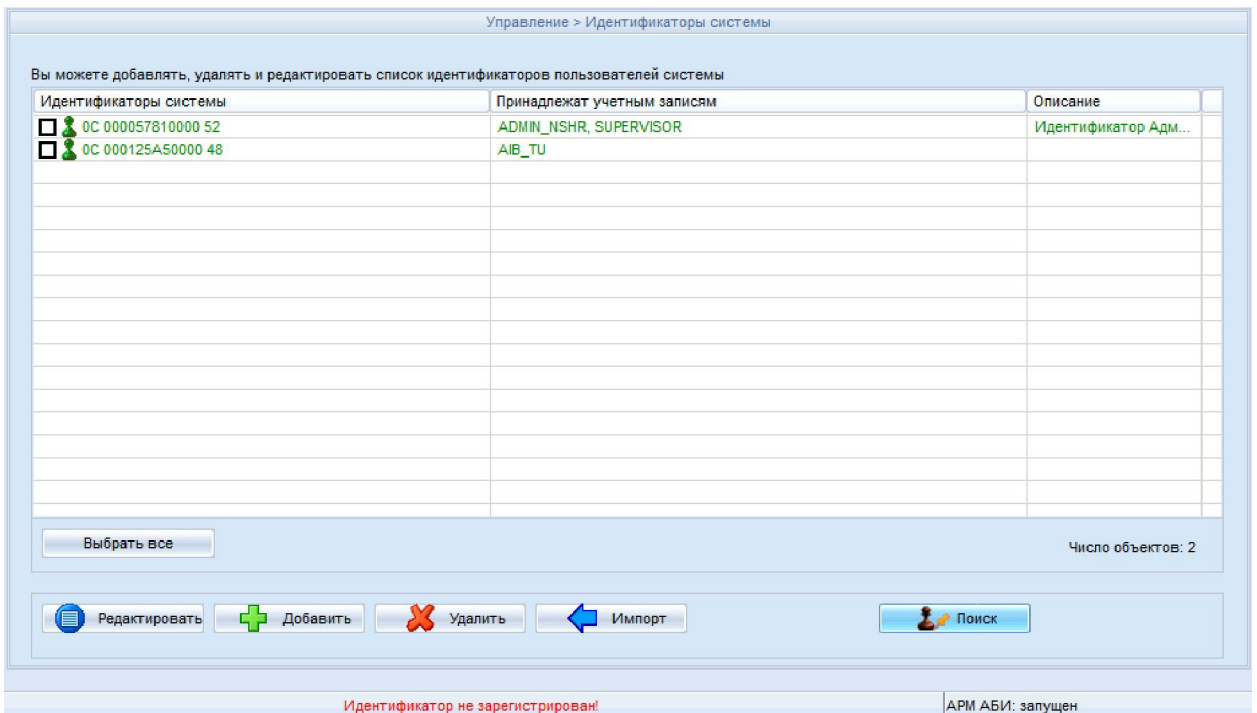 Управление > Идентификаторы системы
Вы можете добавлять, удалять и редактировать список идентификаторов пользователей системы
Идентификаторы системы Принадлежат учетным записям Описание
0C 000057810000 52 ADMIN_NSHR, SUPERVISOR Идентификатор Адм...
0C 000125A50000 48 AIB_TU
Выбрать все Число объектов: 2
Редактировать Добавить Удалить Импорт Поиск
Идентификатор не зарегистрирован! АРМ АБИ: запущен